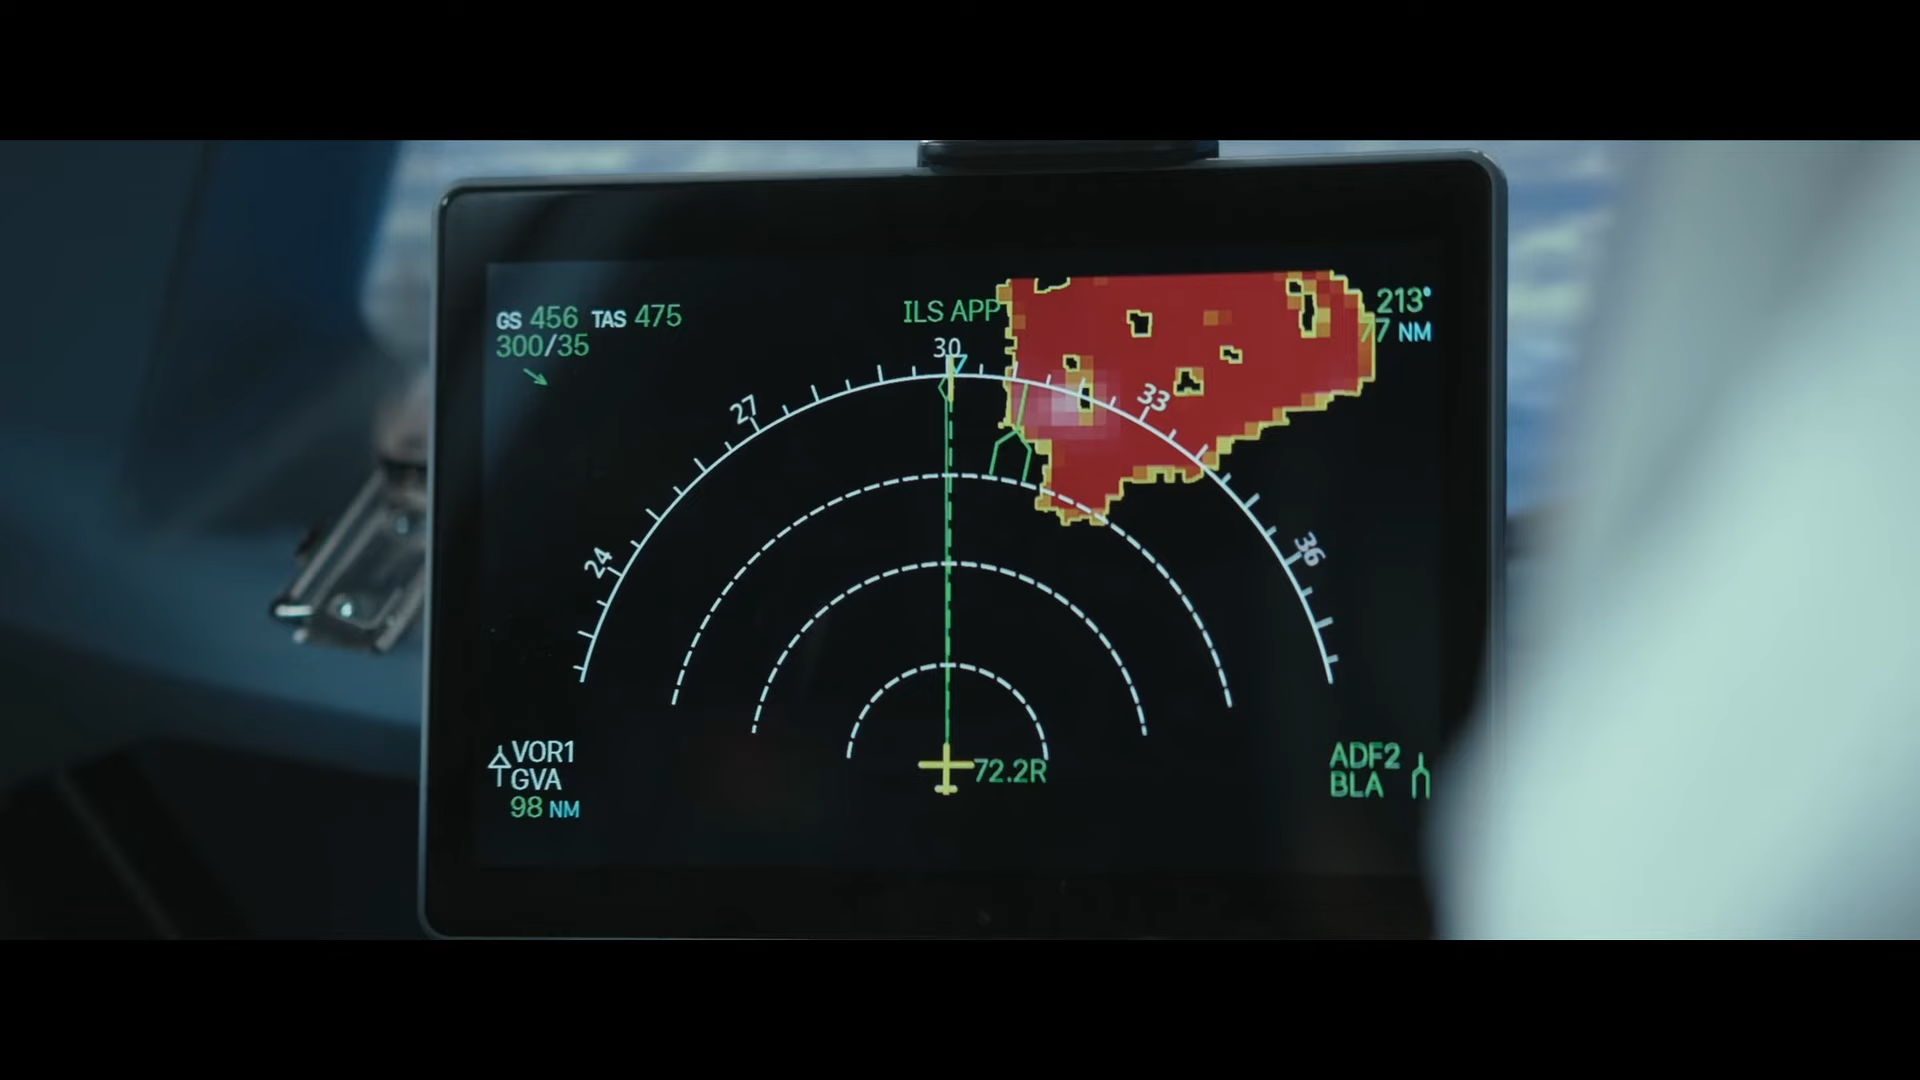 GS 456 TAS 475
300/35
ILS APP
213°
77 NM
30
27
33
24
36
VOR1
GVA
98 NM
72.2R
ADF2
BLA